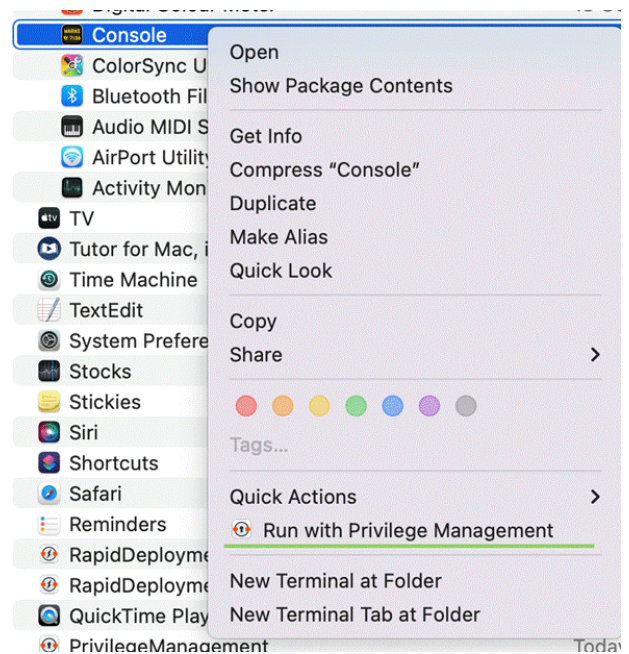 Digital Colour Meter
Console
ColorSync U
Bluetooth Fil
Audio MIDI S
AirPort Utility
Activity Mon
TV
Tutor for Mac, i
Time Machine
TextEdit
System Prefere
Stocks
Stickies
Siri
Shortcuts
Safari
Reminders
RapidDeployme
RapidDeployme
QuickTime Play
PrivilegeManagement
Today
Open
Show Package Contents
Get Info
Compress “Console”
Duplicate
Make Alias
Quick Look
Copy
Share
Tags...
Quick Actions
Run with Privilege Management
New Terminal at Folder
New Terminal Tab at Folder